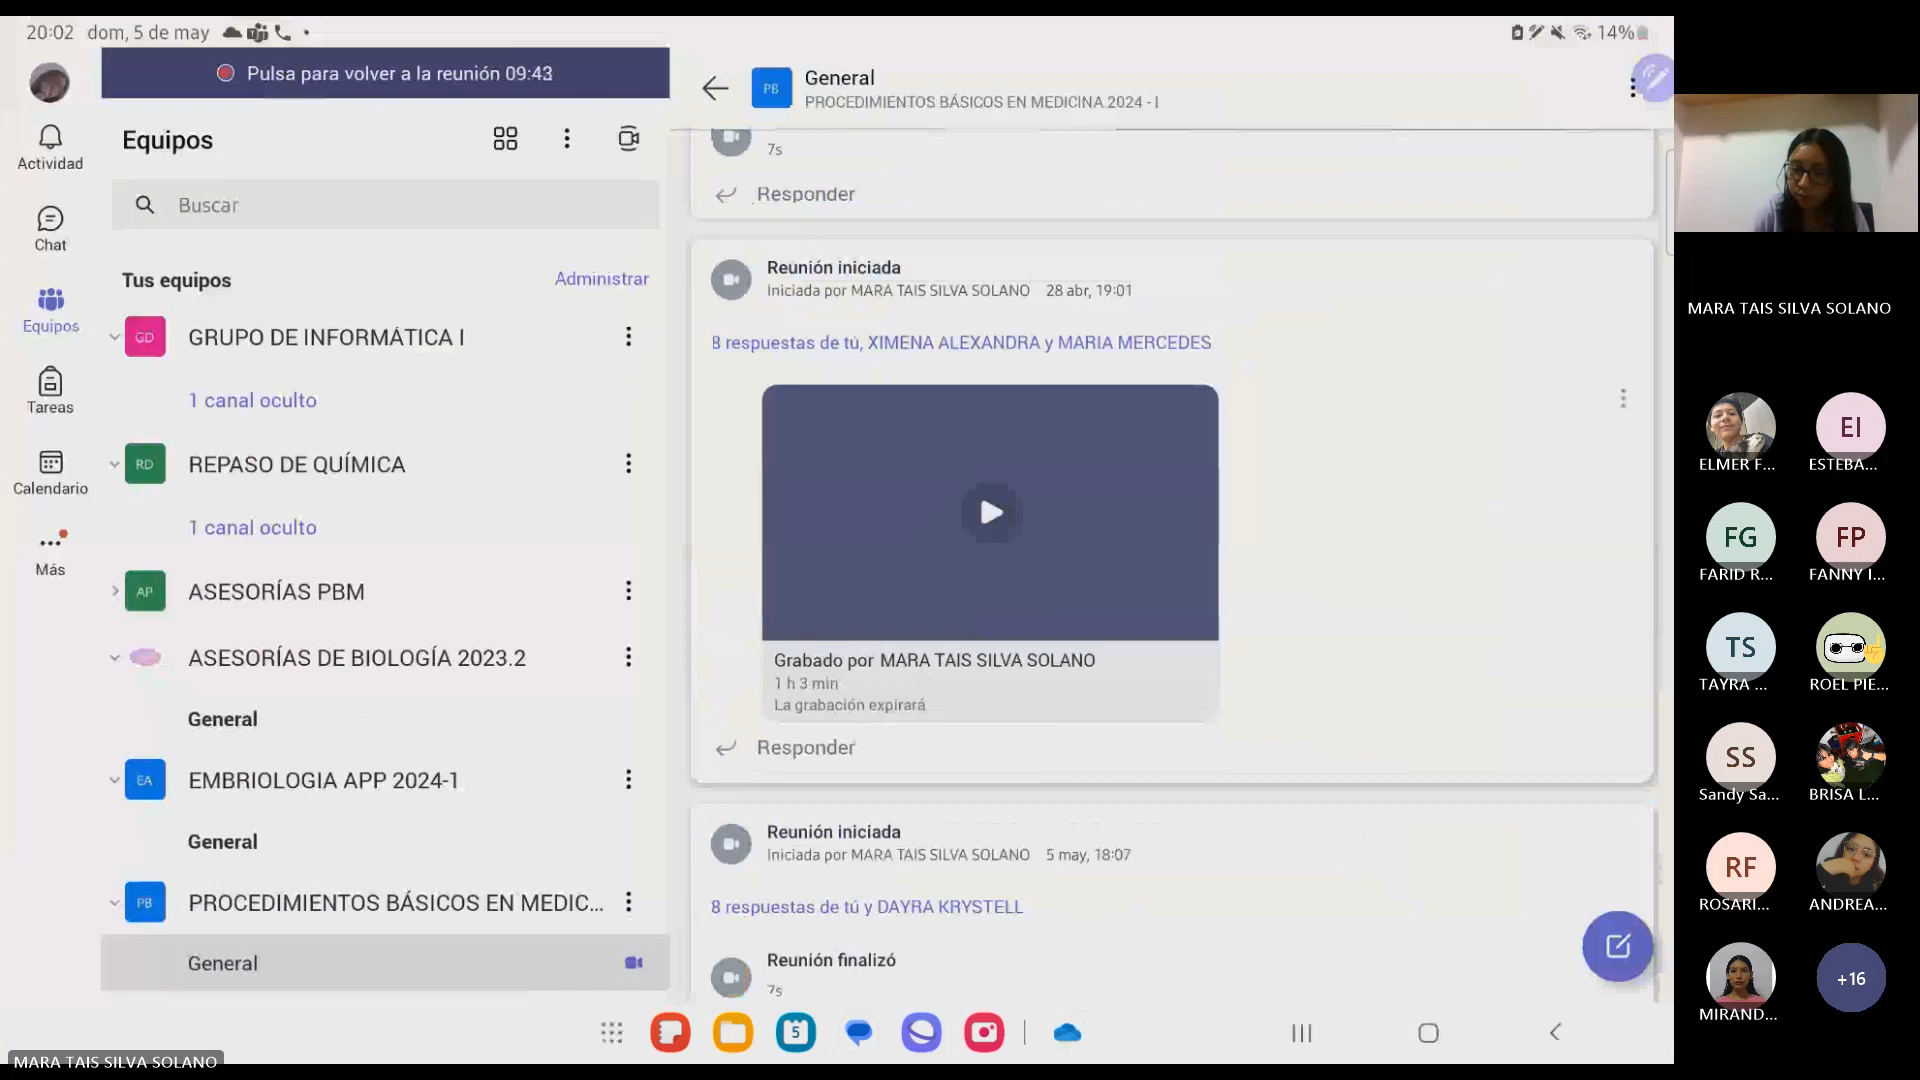 20:02 dom, 5 de may
14%
Pulsa para volver a la reunión 09:43
Actividad
Chat
Equipos
Tareas
Calendario
Más
Equipos
Buscar
Tus equipos
Administrar
GD GRUPO DE INFORMÁTICA I
1 canal oculto
RD REPASO DE QUÍMICA
1 canal oculto
AP ASESORÍAS PBM
ASESORÍAS DE BIOLOGÍA 2023.2
General
EA EMBRIOLOGIA APP 2024-1
General
PB PROCEDIMIENTOS BÁSICOS EN MEDIC...
General
PB General
PROCEDIMIENTOS BÁSICOS EN MEDICINA 2024 - I
7s
Responder
Reunión iniciada
Iniciada por MARA TAIS SILVA SOLANO 28 abr, 19:01
8 respuestas de tú, XIMENA ALEXANDRA y MARIA MERCEDES
Grabado por MARA TAIS SILVA SOLANO
1 h 3 min
La grabación expirará
Responder
Reunión iniciada
Iniciada por MARA TAIS SILVA SOLANO 5 may, 18:07
8 respuestas de tú y DAYRA KRYSTELL
Reunión finalizó
7s
5
MARA TAIS SILVA SOLANO
MARA TAIS SILVA SOLANO
EI
ELMER F... ESTEBA...
FG FP
FARID R... FANNY I...
TS
TAYRA ... ROEL PIE...
SS
Sandy Sa... BRISA L...
RF
ROSARI... ANDREA...
+16
MIRAND...